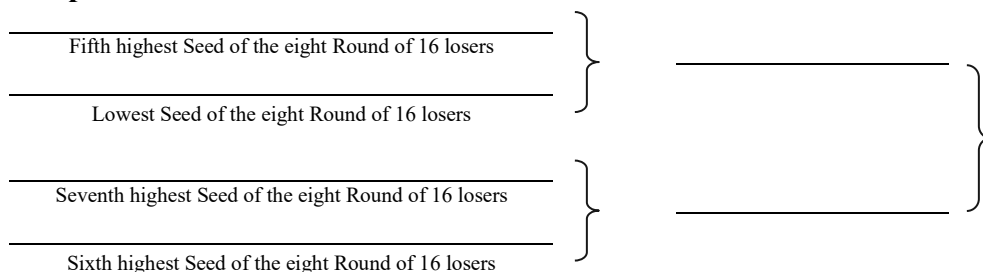 Fifth highest Seed of the eight Round of 16 losers
Lowest Seed of the eight Round of 16 losers
Seventh highest Seed of the eight Round of 16 losers
Sixth highest Seed of the eight Round of 16 losers